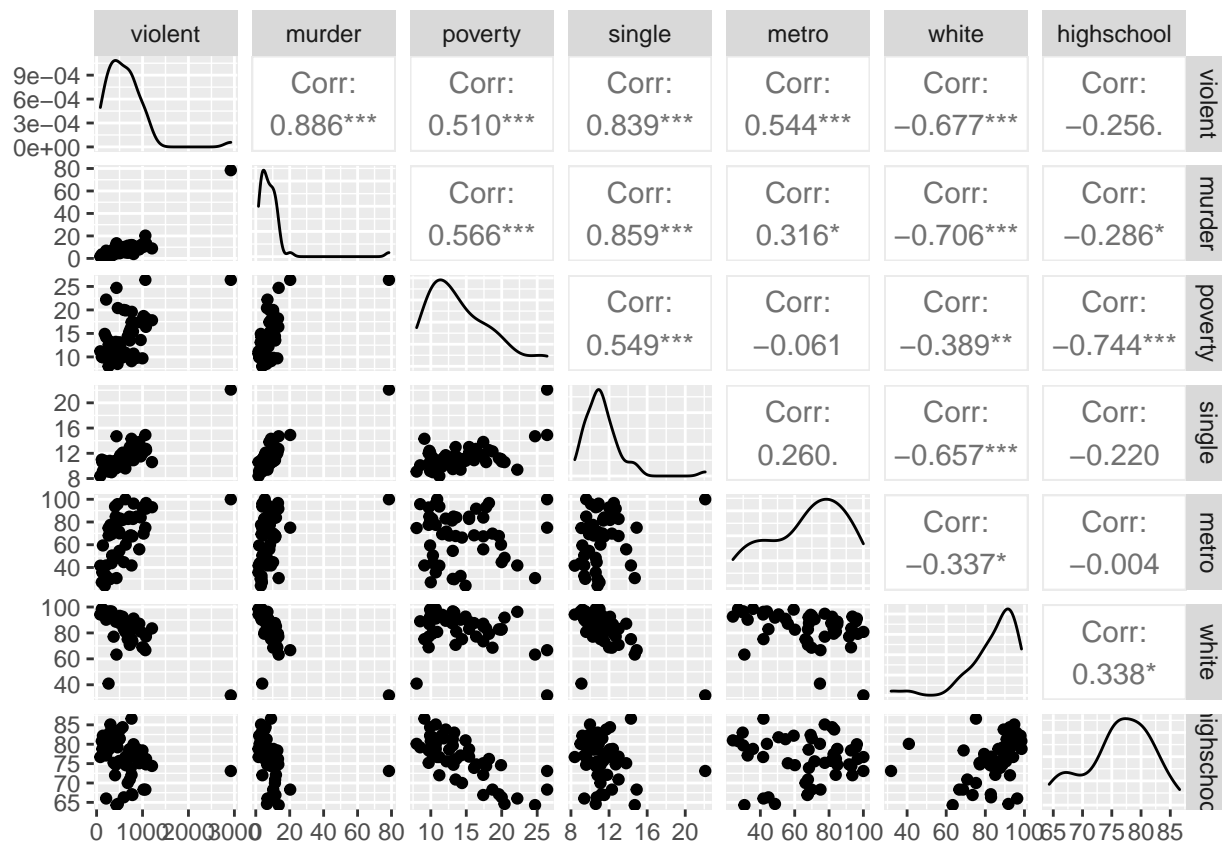 violent murder poverty single metro white highschool
9e−04 Corr: Corr: Corr: Corr: Corr: Corr: violent
6e−04
3e−04 0.886*** 0.510*** 0.839*** 0.544*** −0.677*** −0.256.
0e+00
80 Corr: Corr: Corr: Corr: Corr: murder
60
40 0.566*** 0.859*** 0.316* −0.706*** −0.286*
20
0
25 Corr: Corr: Corr: Corr: poverty
20
15 0.549*** −0.061 −0.389** −0.744***
10
20 Corr: Corr: Corr: single
16
12 0.260. −0.657*** −0.220
8
100 Corr: Corr: metro
80
60 −0.337* −0.004
40
100 Corr: white
80
60 0.338*
40
85 highschool
80
75
70
65
0 1000 2000 3000 0 20 40 60 80 10 15 20 25 8 12 16 20 40 60 80 100 40 60 80 100 65 70 75 80 85